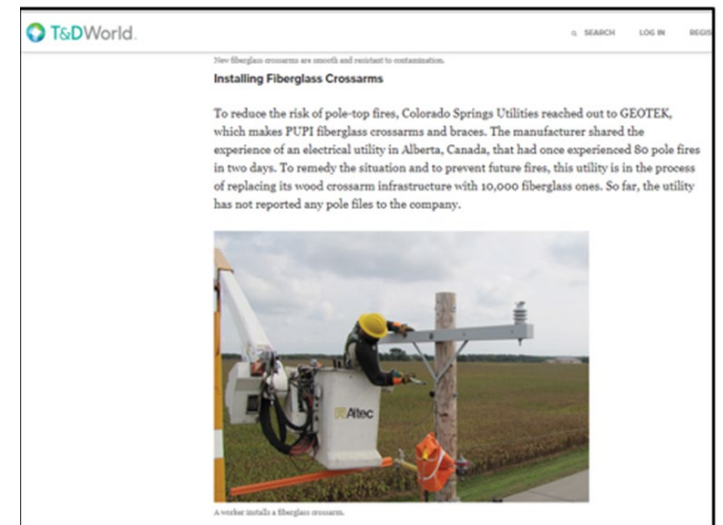 T&DWorld.
SEARCH LOG IN REGIS
New fiberglass crossarms are smooth and resistant to contamination.
Installing Fiberglass Crossarms
To reduce the risk of pole-top fires, Colorado Springs Utilities reached out to GEOTEK,
which makes PUPI fiberglass crossarms and braces. The manufacturer shared the
experience of an electrical utility in Alberta, Canada, that had once experienced 80 pole fires
in two days. To remedy the situation and to prevent future fires, this utility is in the process
of replacing its wood crossarm infrastructure with 10,000 fiberglass ones. So far, the utility
has not reported any pole files to the company.
Altec
A worker installs a fiberglass crossarm.